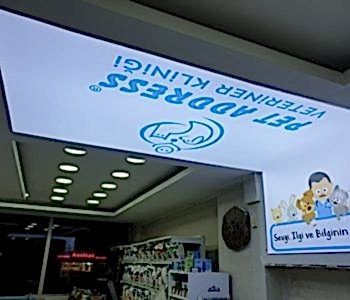 PET ADDRESS®
VETERİNER KLİNİĞİ
Sevgi, İlgi ve Bilginin